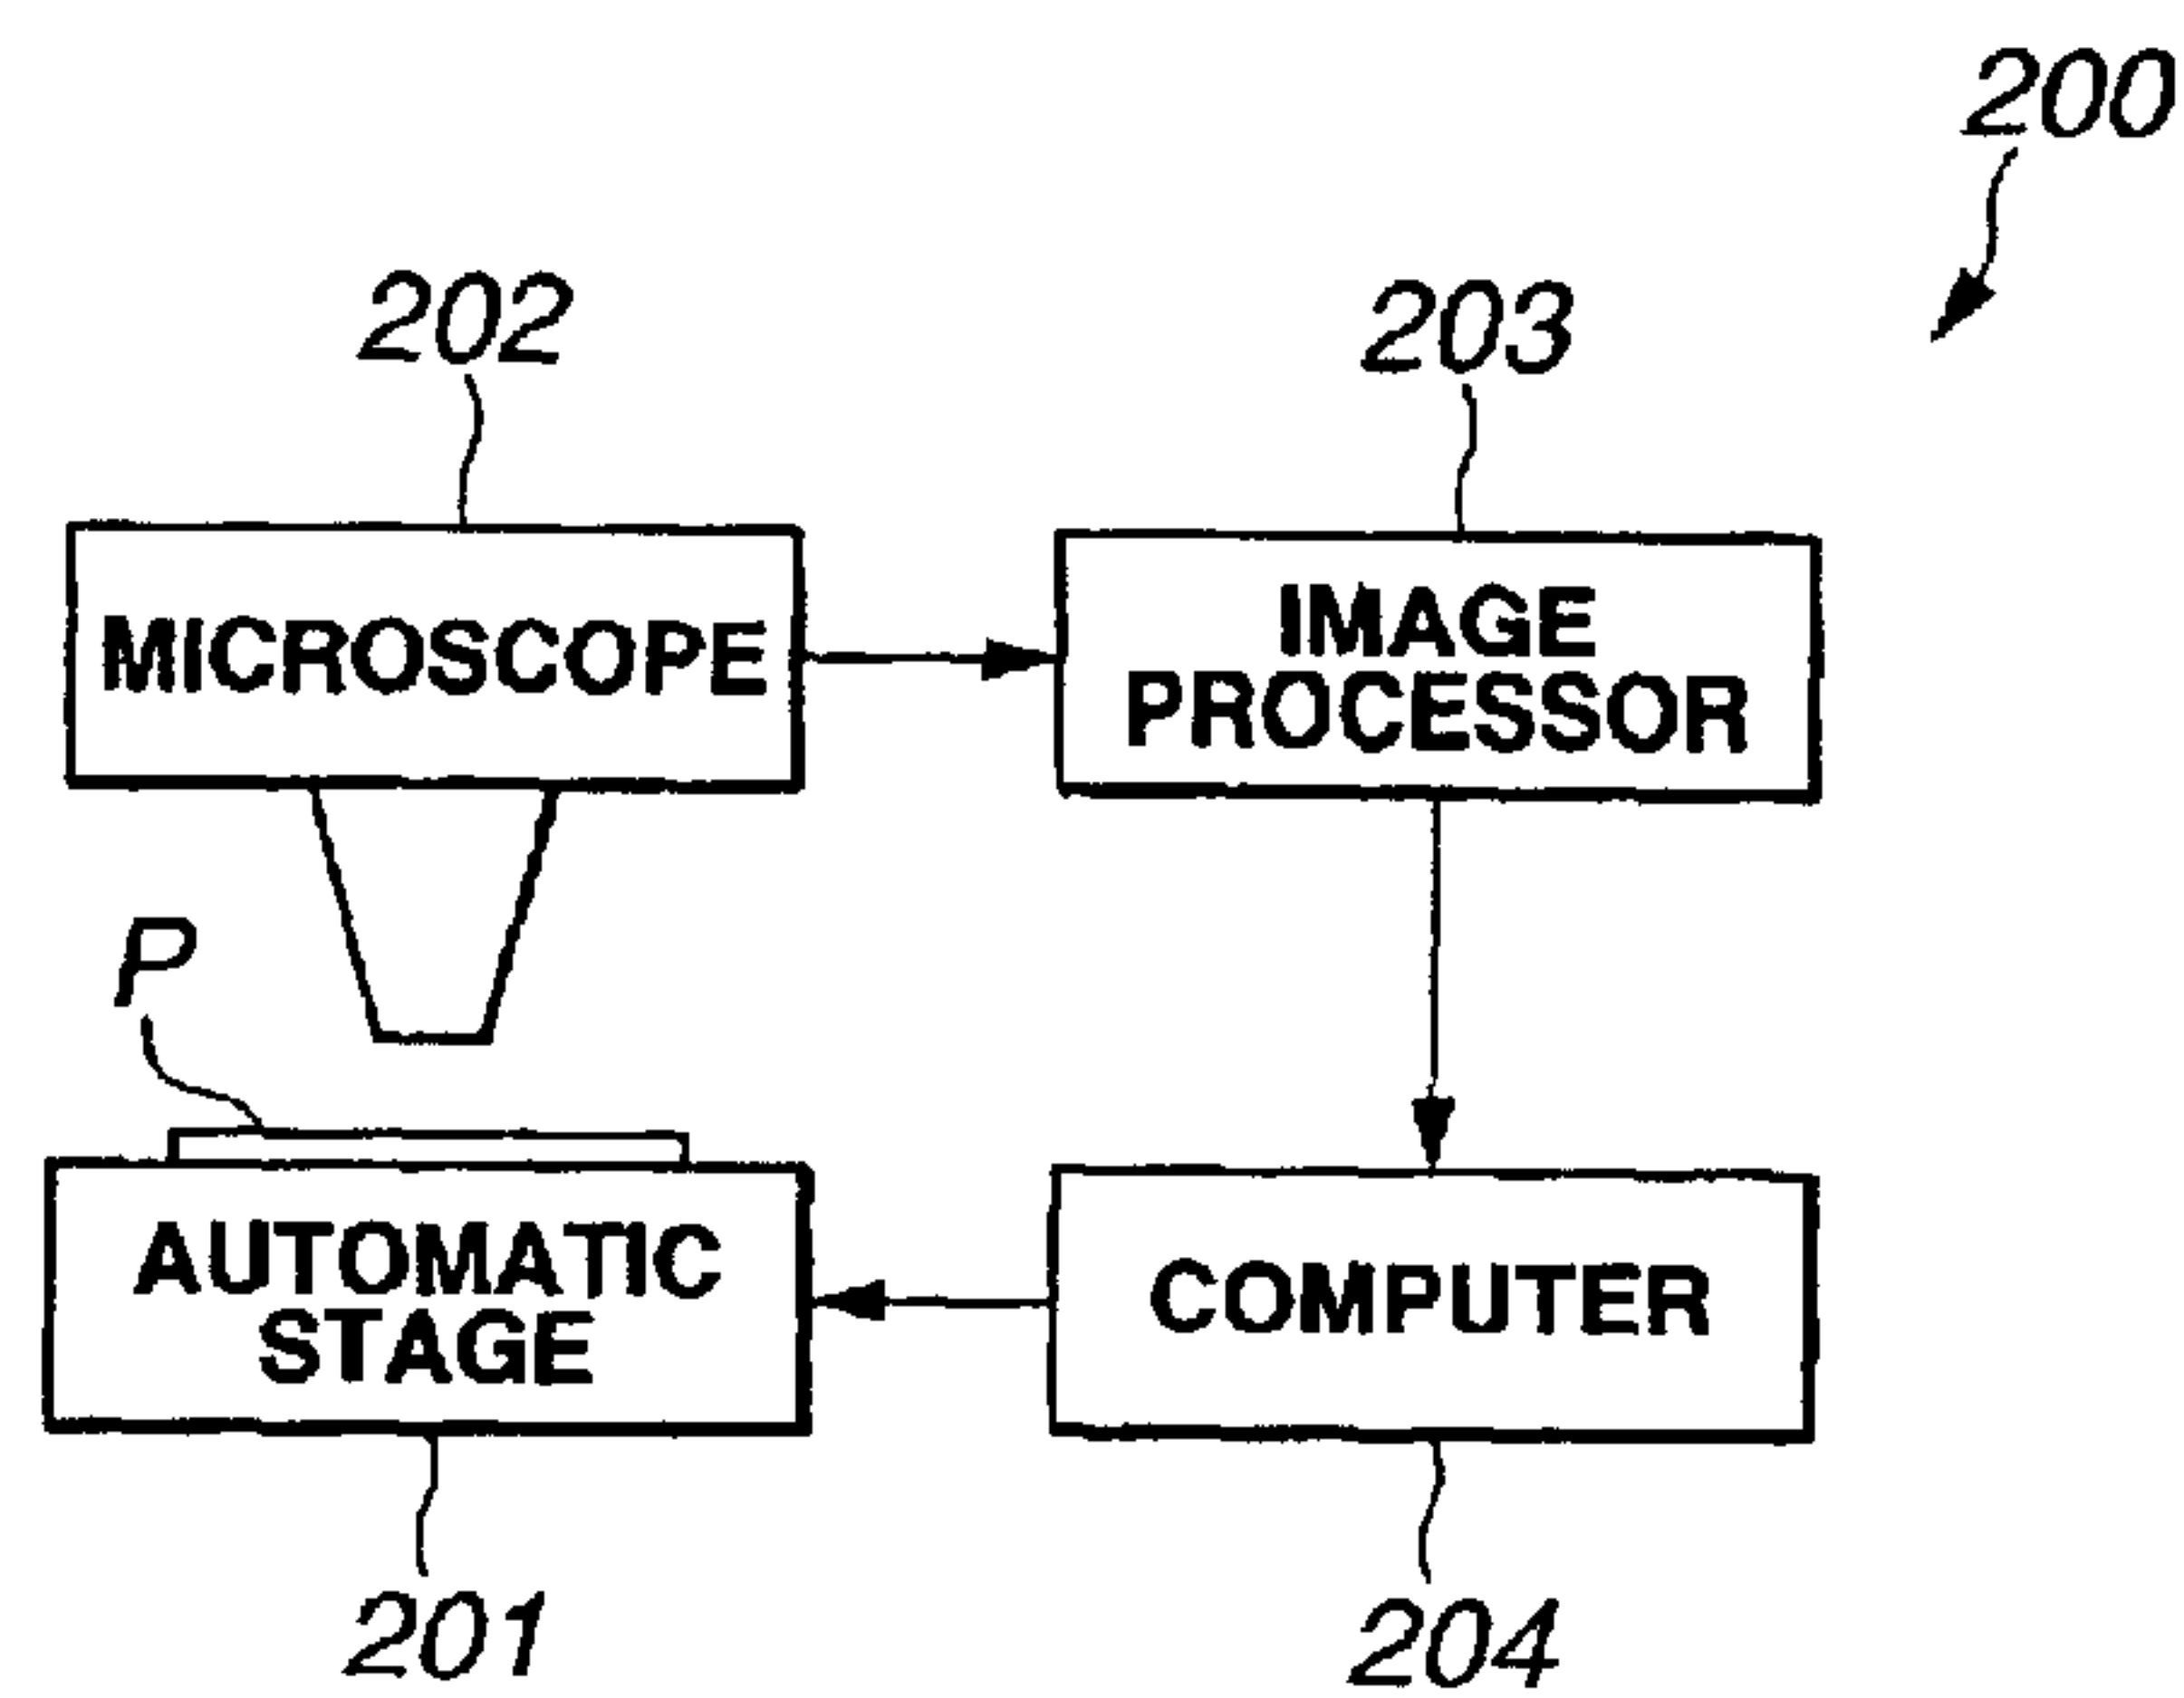 200
202
203
MICROSCOPE
IMAGE
PROCESSOR
P
AUTOMATIC
STAGE
COMPUTER
201
204